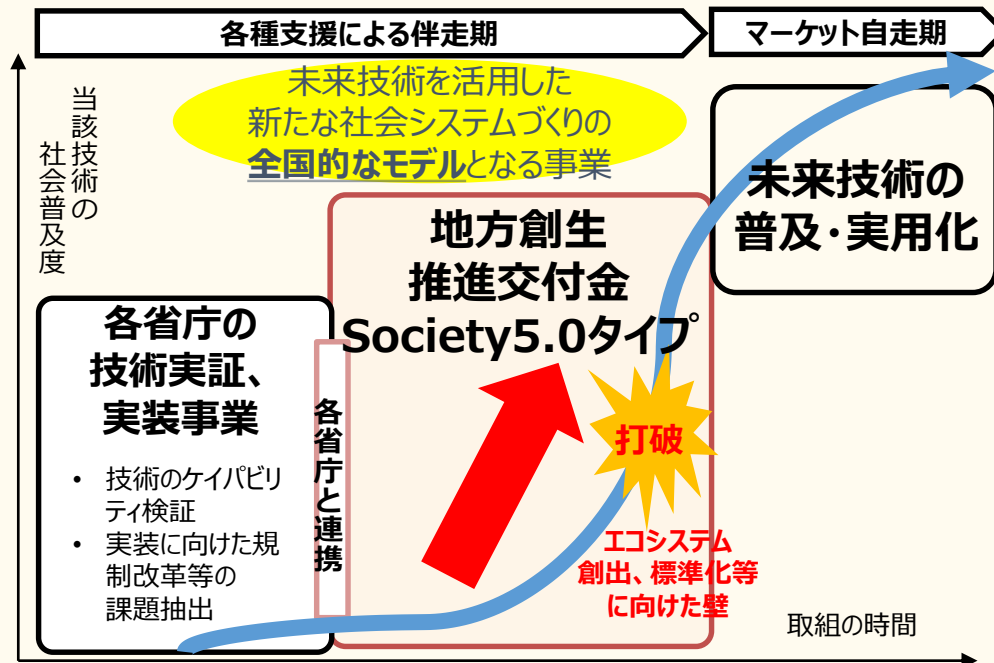 各種支援による伴走期
マーケット自走期
当該技術の
社会普及度
未来技術を活用した
新たな社会システムづくりの
全国的なモデルとなる事業
未来技術の
普及・実用化
地方創生
推進交付金
Society5.0タイプ
各省庁の
技術実証、
実装事業
• 技術のケイパビリ
ティ検証
• 実装に向けた規
制改革等の
課題抽出
各省庁と連携
打破
エコシステム
創出、標準化等
に向けた壁
取組の時間